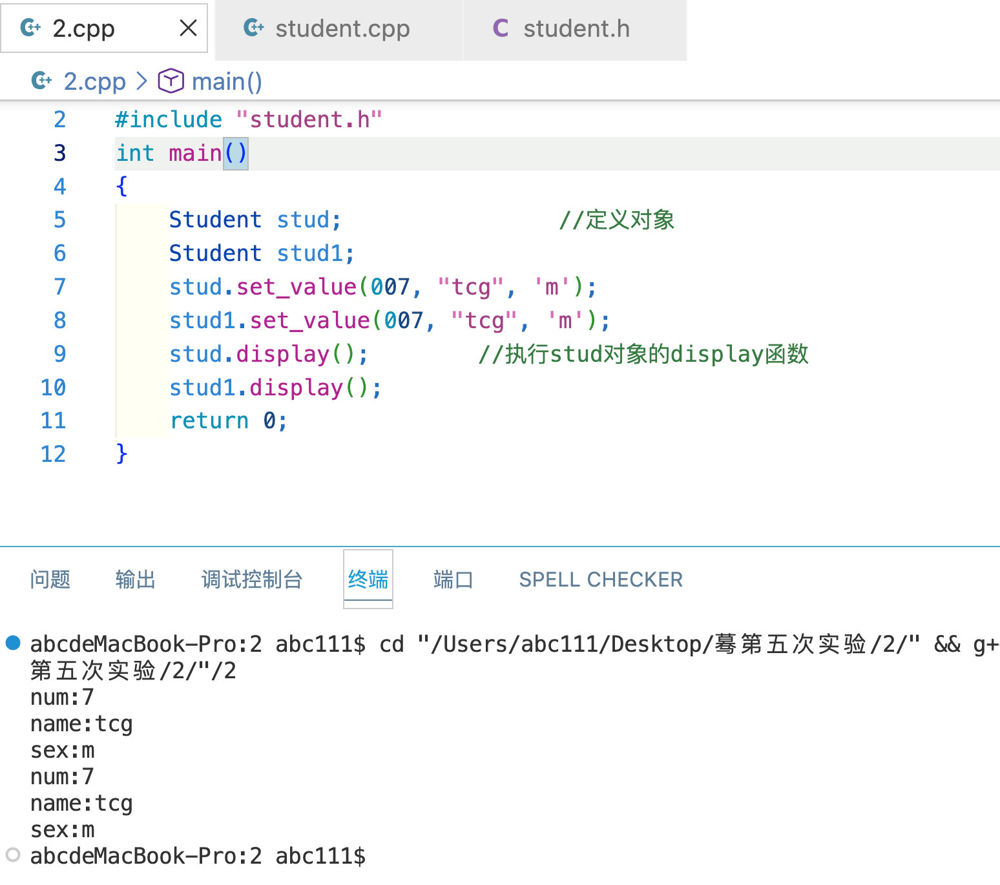 2.cpp
student.cpp
C student.h
2.cpp > main()
2 #include "student.h"
3 int main()
4 {
5 Student stud; //定义对象
6 Student stud1;
7 stud.set_value(007, "tcg", 'm');
8 stud1.set_value(007, "tcg", 'm');
9 stud.display(); //执行stud对象的display函数
10 stud1.display();
11 return 0;
12 }
问题 输出 调试控制台 终端 端口 SPELL CHECKER
abcdeMacBook-Pro:2 abc111$ cd "/Users/abc111/Desktop/蓦第五次实验/2/" && g+
第五次实验/2/"/2
num:7
name:tcg
sex:m
num:7
name:tcg
sex:m
abcdeMacBook-Pro:2 abc111$